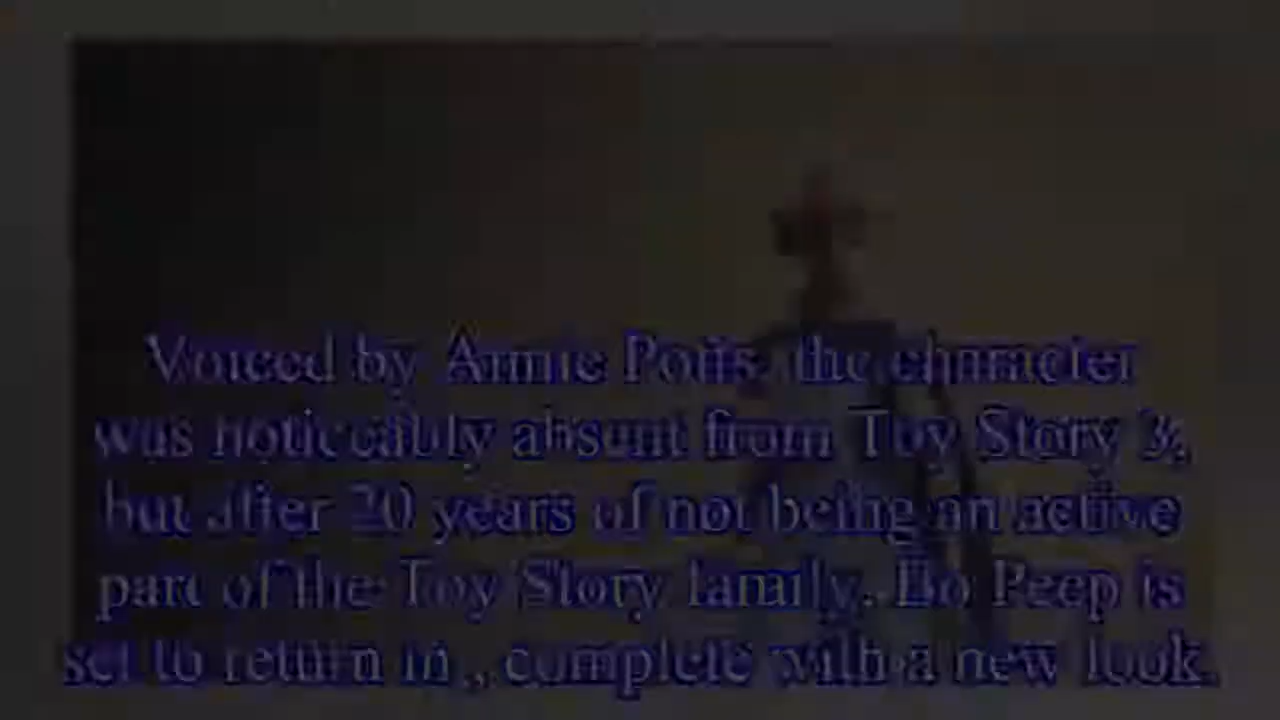 Voiced by Annie Potts, the character
was noticeably absent from Toy Story 3,
but after 20 years of not being an active
part of the Toy Story family, Bo Peep is
set to return in , complete with a new look.